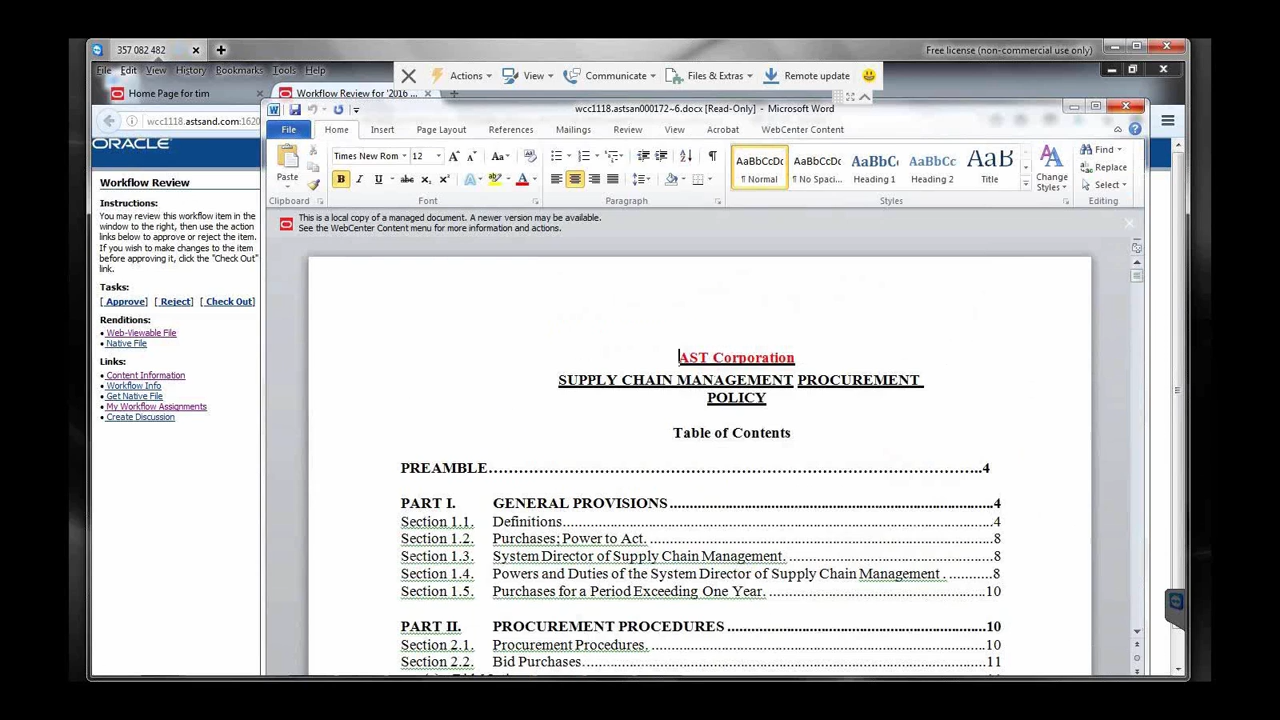 357 082 482
Free license (non-commercial use only)
File Edit View History Bookmarks Tools Help
Actions View Communicate Files & Extras Remote update
Home Page for tim
Workflow Review for '2016 ...
wcc1118.astsand.com:1620
wcc1118.astsan000172~6.docx [Read-Only] - Microsoft Word
File Home Insert Page Layout References Mailings Review View Acrobat WebCenter Content
Paste
Clipboard
Times New Rom 12
Font
Paragraph
AaBbCcDc AaBbCcDc AaBbCc AaBbCc AaB
¶ Normal ¶ No Spaci... Heading 1 Heading 2 Title
Change Styles
Styles
Find
Replace
Select
Editing
This is a local copy of a managed document. A newer version may be available.
See the WebCenter Content menu for more information and actions.
ORACLE
Workflow Review
Instructions:
You may review this workflow item in the
window to the right, then use the action
links below to approve or reject the item.
If you wish to make changes to the item
before approving it, click the "Check Out"
link.
Tasks:
[ Approve] [ Reject] [ Check Out]
Renditions:
• Web-Viewable File
• Native File
Links:
• Content Information
• Workflow Info
• Get Native File
• My Workflow Assignments
• Create Discussion
AST Corporation
SUPPLY CHAIN MANAGEMENT PROCUREMENT
POLICY
Table of Contents
PREAMBLE.....4
PART I. GENERAL PROVISIONS.....4
Section 1.1. Definitions.....4
Section 1.2. Purchases; Power to Act. .....8
Section 1.3. System Director of Supply Chain Management. .....8
Section 1.4. Powers and Duties of the System Director of Supply Chain Management . .....8
Section 1.5. Purchases for a Period Exceeding One Year. .....10
PART II. PROCUREMENT PROCEDURES .....10
Section 2.1. Procurement Procedures. .....10
Section 2.2. Bid Purchases.....11